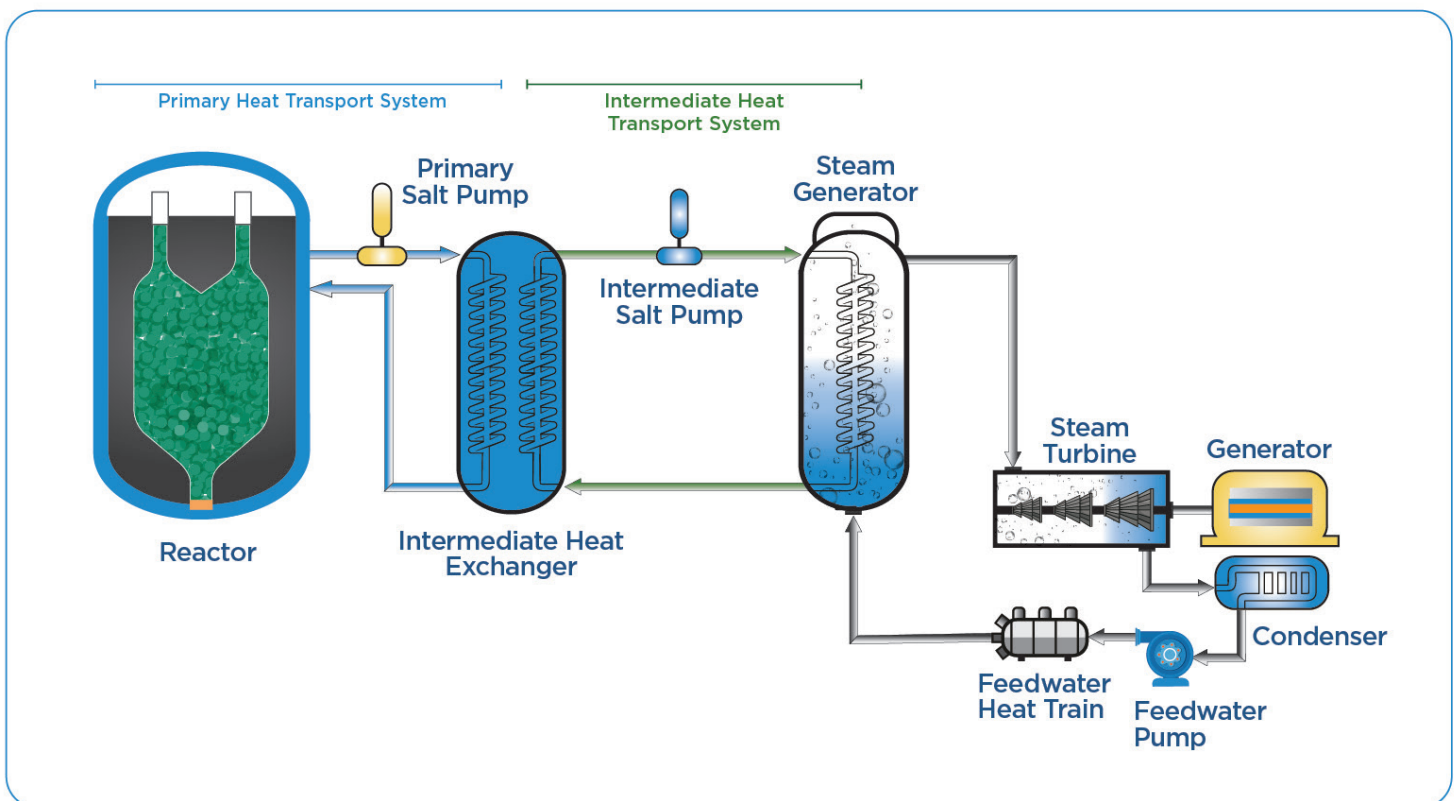 Primary Heat Transport System
Intermediate Heat
Transport System
Primary
Salt Pump
Steam
Generator
Intermediate
Salt Pump
Steam
Turbine
Generator
Reactor
Intermediate Heat
Exchanger
Condenser
Feedwater
Heat Train
Feedwater
Pump